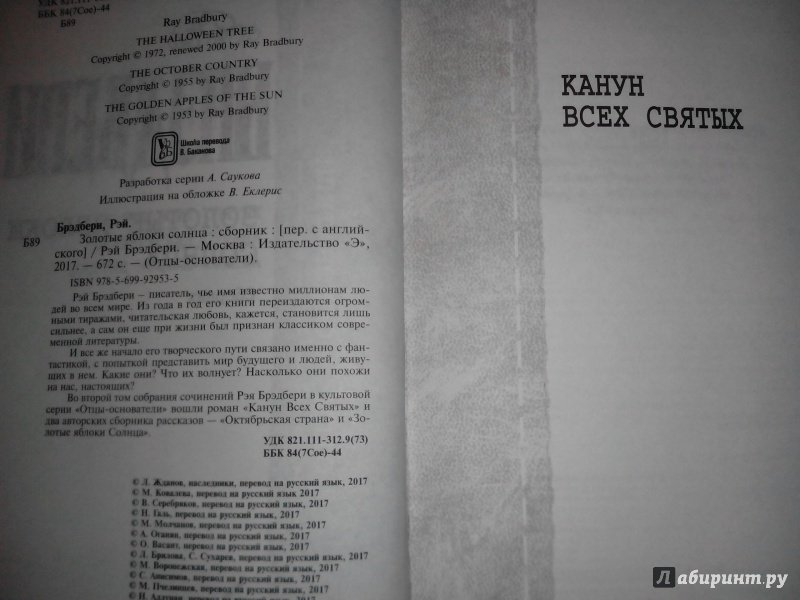 ББК 84(7Сое)-44
Б89
Ray Bradbury
THE HALLOWEEN TREE
Copyright © 1972, renewed 2000 by Ray Bradbury
THE OCTOBER COUNTRY
Copyright © 1955 by Ray Bradbury
THE GOLDEN APPLES OF THE SUN
Copyright © 1953 by Ray Bradbury
Школа перевода
В. Баканова
Разработка серии А. Саукова
Иллюстрация на обложке В. Еклерис
Брэдбери, Рэй.
Б89 Золотые яблоки солнца : сборник : [пер. с англий-
ского] / Рэй Брэдбери. — Москва : Издательство «Э»,
2017. — 672 с. — (Отцы-основатели).
ISBN 978-5-699-92953-5
Рэй Брэдбери — писатель, чье имя известно миллионам лю-
дей во всем мире. Из года в год его книги переиздаются огром-
ными тиражами, читательская любовь, кажется, становится лишь
сильнее, а сам он еще при жизни был признан классиком совре-
менной литературы.
И все же начало его творческого пути связано именно с фан-
тастикой, с попыткой представить мир будущего и людей, живу-
щих в нем. Какие они? Что их волнует? Насколько они похожи
на нас, настоящих?
Во второй том собрания сочинений Рэя Брэдбери в культовой
серии «Отцы-основатели» вошли роман «Канун Всех Святых» и
два авторских сборника рассказов — «Октябрьская страна» и «Зо-
лотые яблоки Солнца».
УДК 821.111-312.9(73)
ББК 84(7Сое)-44
© Л. Жданов, наследники, перевод на русский язык, 2017
© М. Ковалева, перевод на русский язык 2017
© В. Серебряков, перевод на русский язык, 2017
© Н. Галь, перевод на русский язык, 2017
© М. Молчанов, перевод на русский язык, 2017
© А. Оганян, перевод на русский язык, 2017
© О. Васант, перевод на русский язык, 2017
© Л. Брилова, С. Сухарев, перевод на русский язык, 2017
© М. Воронежская, перевод на русский язык, 2017
© С. Анисимов, перевод на русский язык, 2017
© М. Пчелинцев, перевод на русский язык, 2017
КАНУН
ВСЕХ СВЯТЫХ
Лабиринт.ру